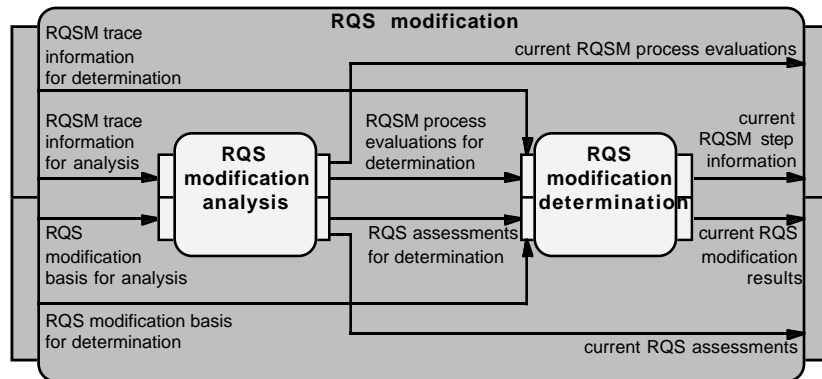 RQS modification
RQSM trace
information
for determination
current RQSM process evaluations
RQSM trace
information
for analysis
RQS
modification
analysis
RQSM process
evaluations for
determination
RQS
modification
determination
current
RQSM step
information
RQS
modification
basis for analysis
RQS assessments
for determination
current RQS
modification
results
RQS modification basis
for determination
current RQS assessments